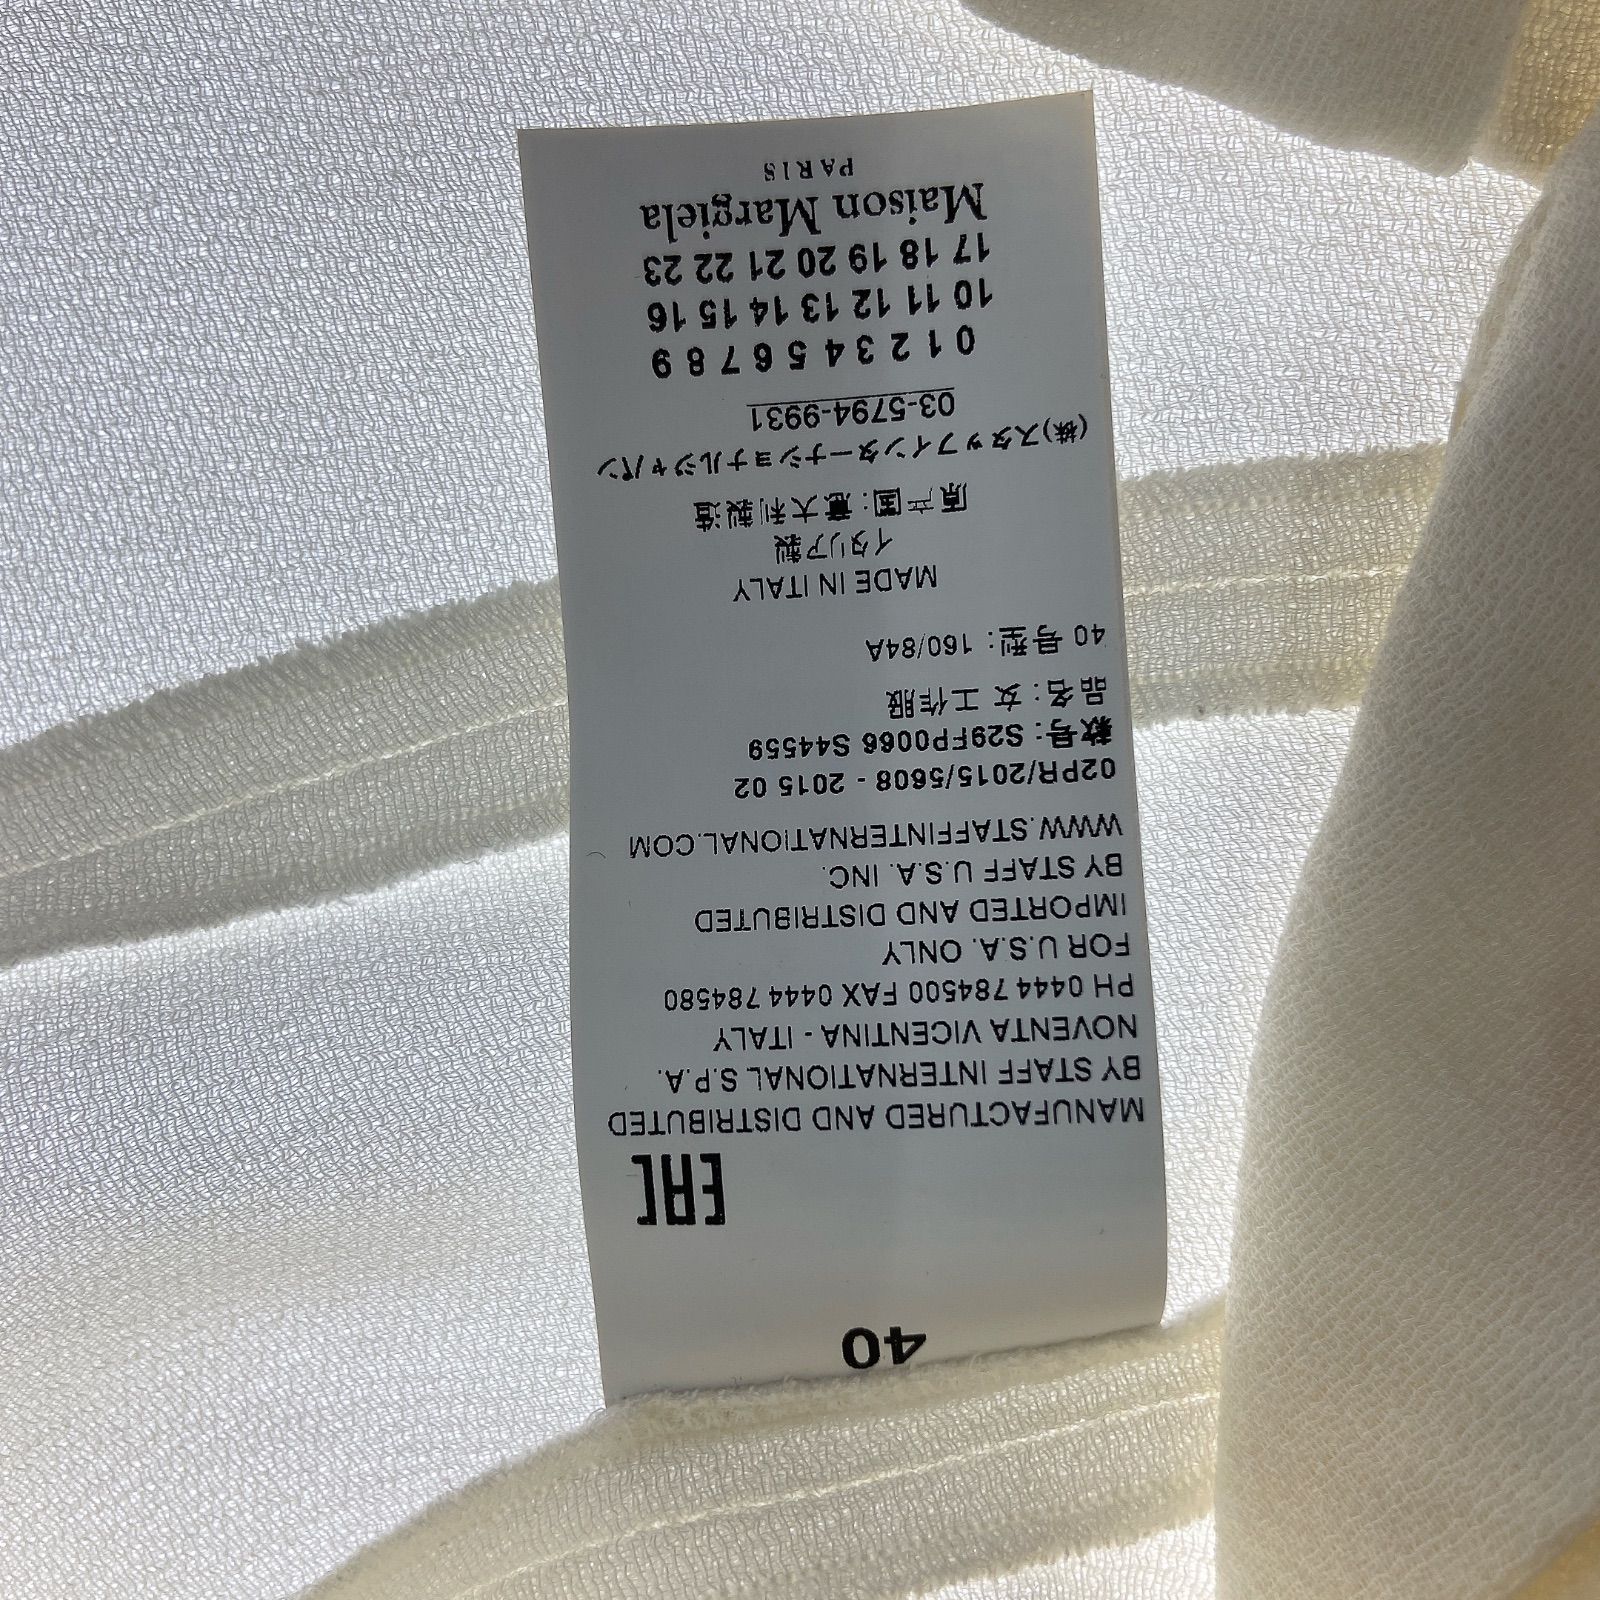 40
EAC
MANUFACTURED AND DISTRIBUTED
BY STAFF INTERNATIONAL S.P.A.
NOVENTA VICENTINA - ITALY
PH 0444 784500 FAX 0444 784580
FOR U.S.A. ONLY
IMPORTED AND DISTRIBUTED
BY STAFF U.S.A. INC.
WWW.STAFFINTERNATIONAL.COM
02PR/2015/5608 - 2015 02
款号: S29FP0066 S44559
品名: 女 工作服
40 号型: 160/84A
MADE IN ITALY
イタリア製
原产国: 意大利製造
(株)スタッフインターナショナルジャパン
03-5794-9931
0 1 2 3 4 5 6 7 8 9
10 11 12 13 14 15 16
17 18 19 20 21 22 23
Maison Margiela
PARIS